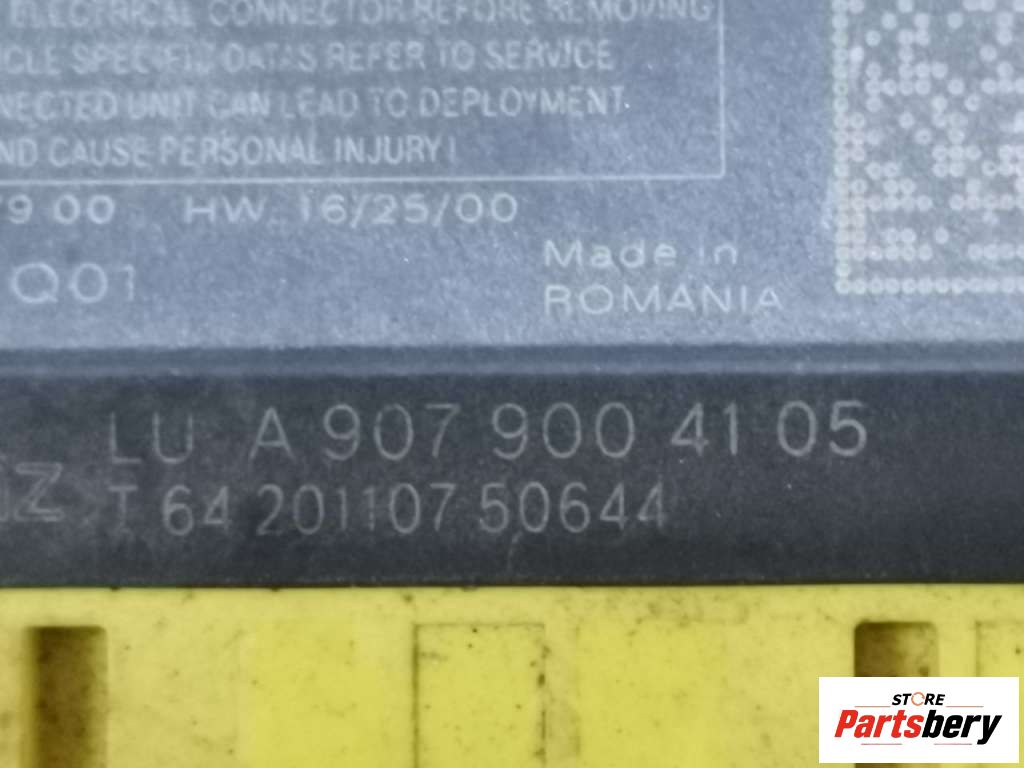 ELECTRICAL CONNECTOR BEFORE REMOVING
CLE SPECIFIC DATAS REFER TO SERVICE
NECTED UNIT CAN LEAD TO DEPLOYMENT
ND CAUSE PERSONAL INJURY!
9 00 HW 16/25/00
Q01
Made in
ROMANIA
LU A 907 900 41 05
NZ T 64 20110750644
STORE
Partsbery